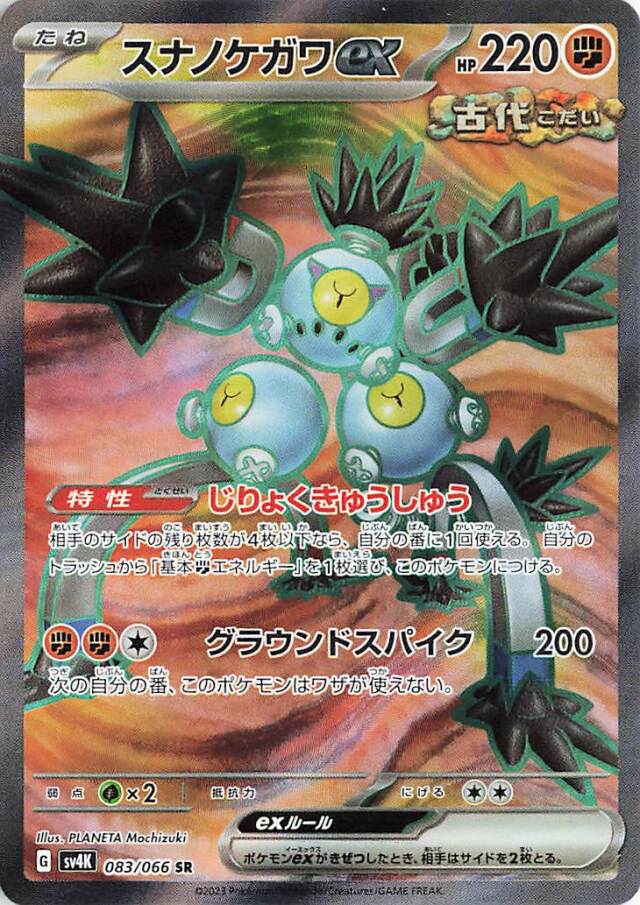 たね スナノケガワex HP220
古代 こだい
特性 とくせい じりょくきゅうしゅう
相手のサイドの残り枚数が4枚以下なら、自分の番に1回使える。自分の
トラッシュから「基本エネルギー」を1枚選び、このポケモンにつける。
グラウンドスパイク 200
次の自分の番、このポケモンはワザが使えない。
弱点 ×2 抵抗力 にげる
exルール
ポケモンexがきぜつしたとき、相手はサイドを2枚とる。
Illus. PLANETA Mochizuki
G sv4K 083/066 SR
©2023 Pokémon/Nintendo/Creatures/GAME FREAK.